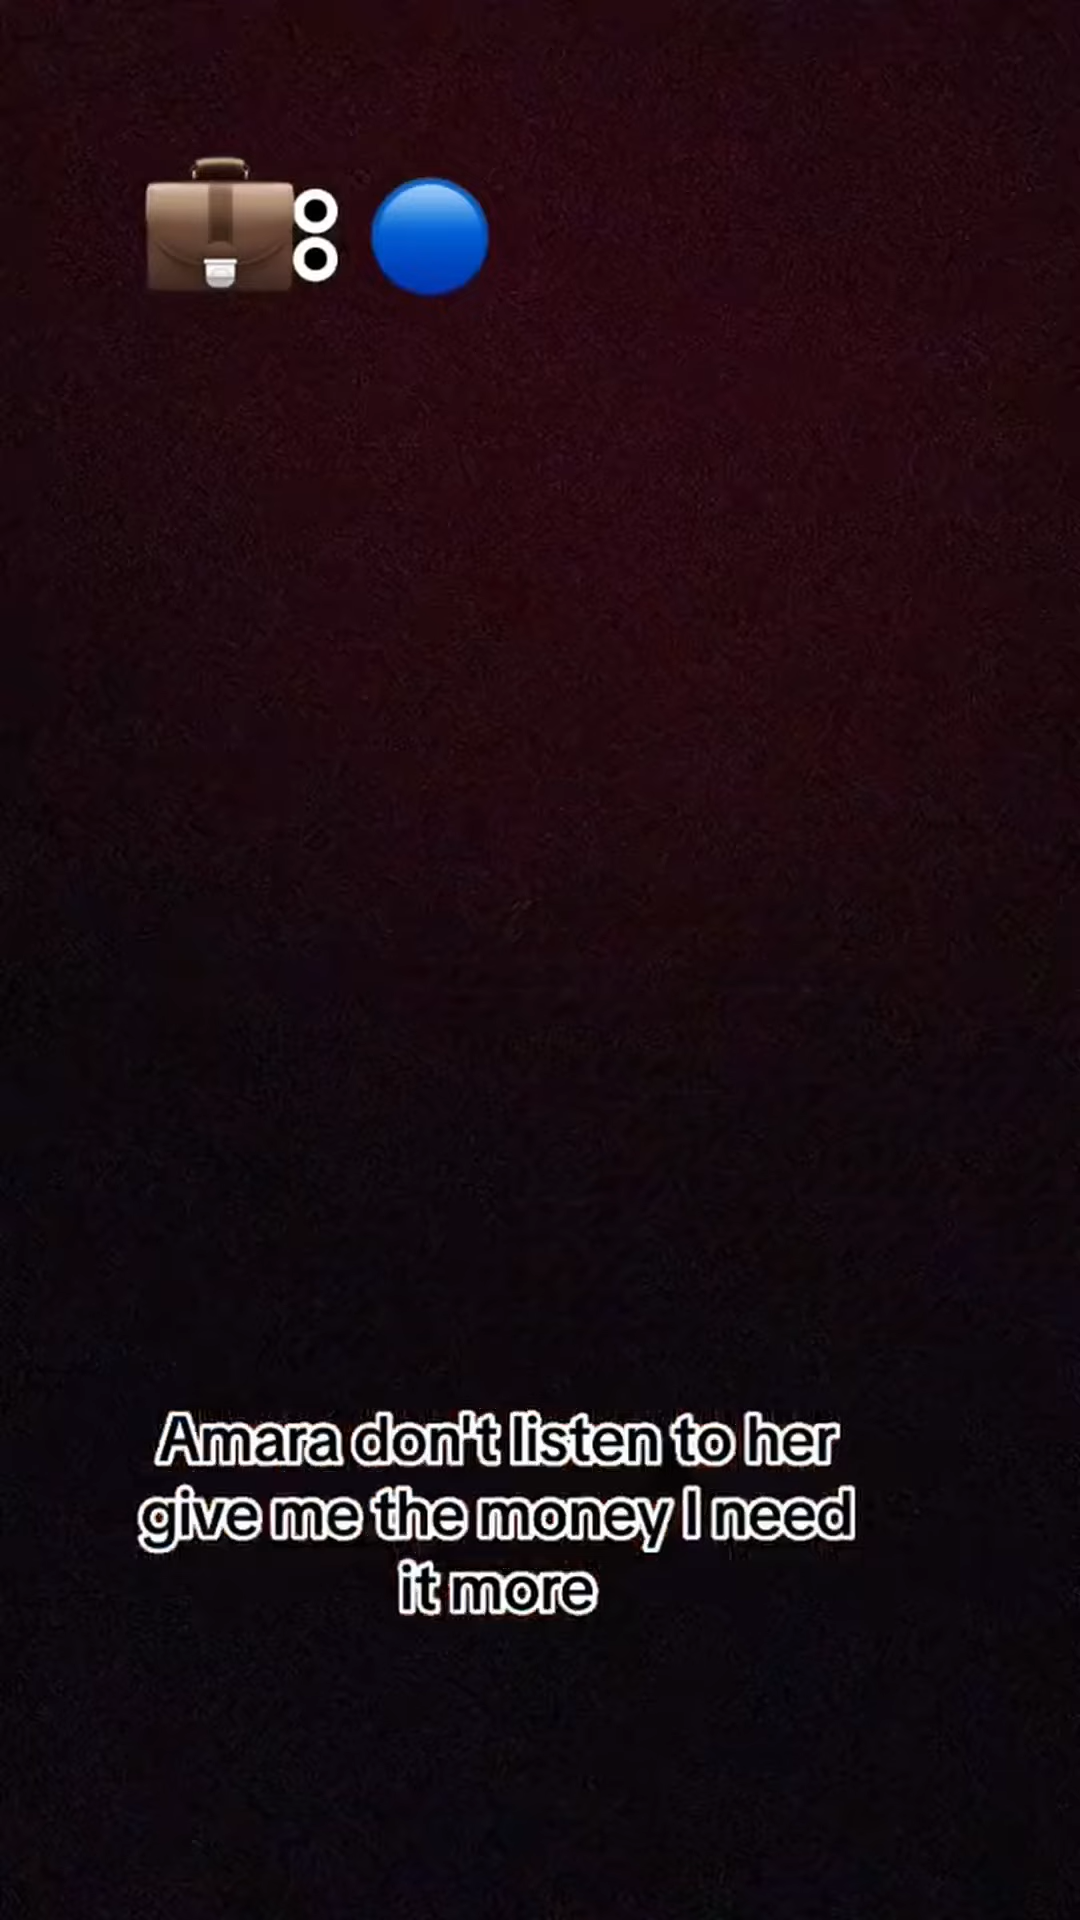 💼: 🔵
Amara don't listen to her
give me the money I need
it more